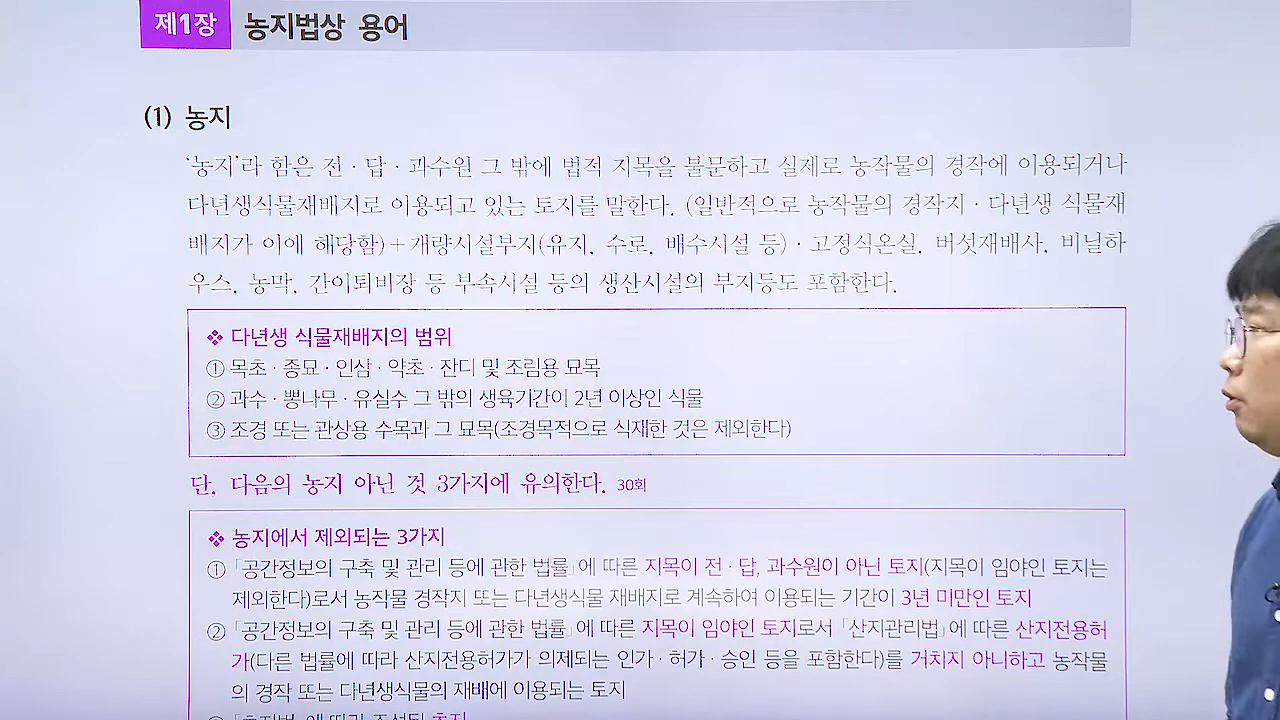 제1장 농지법상 용어
(1) 농지
'농지'라 함은 전·답·과수원 그 밖에 법적 지목을 불문하고 실제로 농작물의 경작에 이용되거나
다년생식물재배지로 이용되고 있는 토지를 말한다. (일반적으로 농작물의 경작지·다년생 식물재
배지가 이에 해당함)+개량시설부지(유지, 수로, 배수시설 등)·고정식온실, 버섯재배사, 비닐하
우스, 농막, 간이퇴비장 등 부속시설 등의 생산시설의 부지등도 포함한다.
❖ 다년생 식물재배지의 범위
① 목초·종묘·인삼·약초·잔디 및 조림용 묘목
② 과수·뽕나무·유실수 그 밖의 생육기간이 2년 이상인 식물
③ 조경 또는 관상용 수목과 그 묘목(조경목적으로 식재한 것은 제외한다)
단, 다음의 농지 아닌 것 3가지에 유의한다. 30회
❖ 농지에서 제외되는 3가지
① 「공간정보의 구축 및 관리 등에 관한 법률」에 따른 지목이 전·답, 과수원이 아닌 토지(지목이 임야인 토지는
제외한다)로서 농작물 경작지 또는 다년생식물 재배지로 계속하여 이용되는 기간이 3년 미만인 토지
② 「공간정보의 구축 및 관리 등에 관한 법률」에 따른 지목이 임야인 토지로서 「산지관리법」에 따른 산지전용허
가(다른 법률에 따라 산지전용허가가 의제되는 인가·허가·승인 등을 포함한다)를 거치지 아니하고 농작물
의 경작 또는 다년생식물의 재배에 이용되는 토지